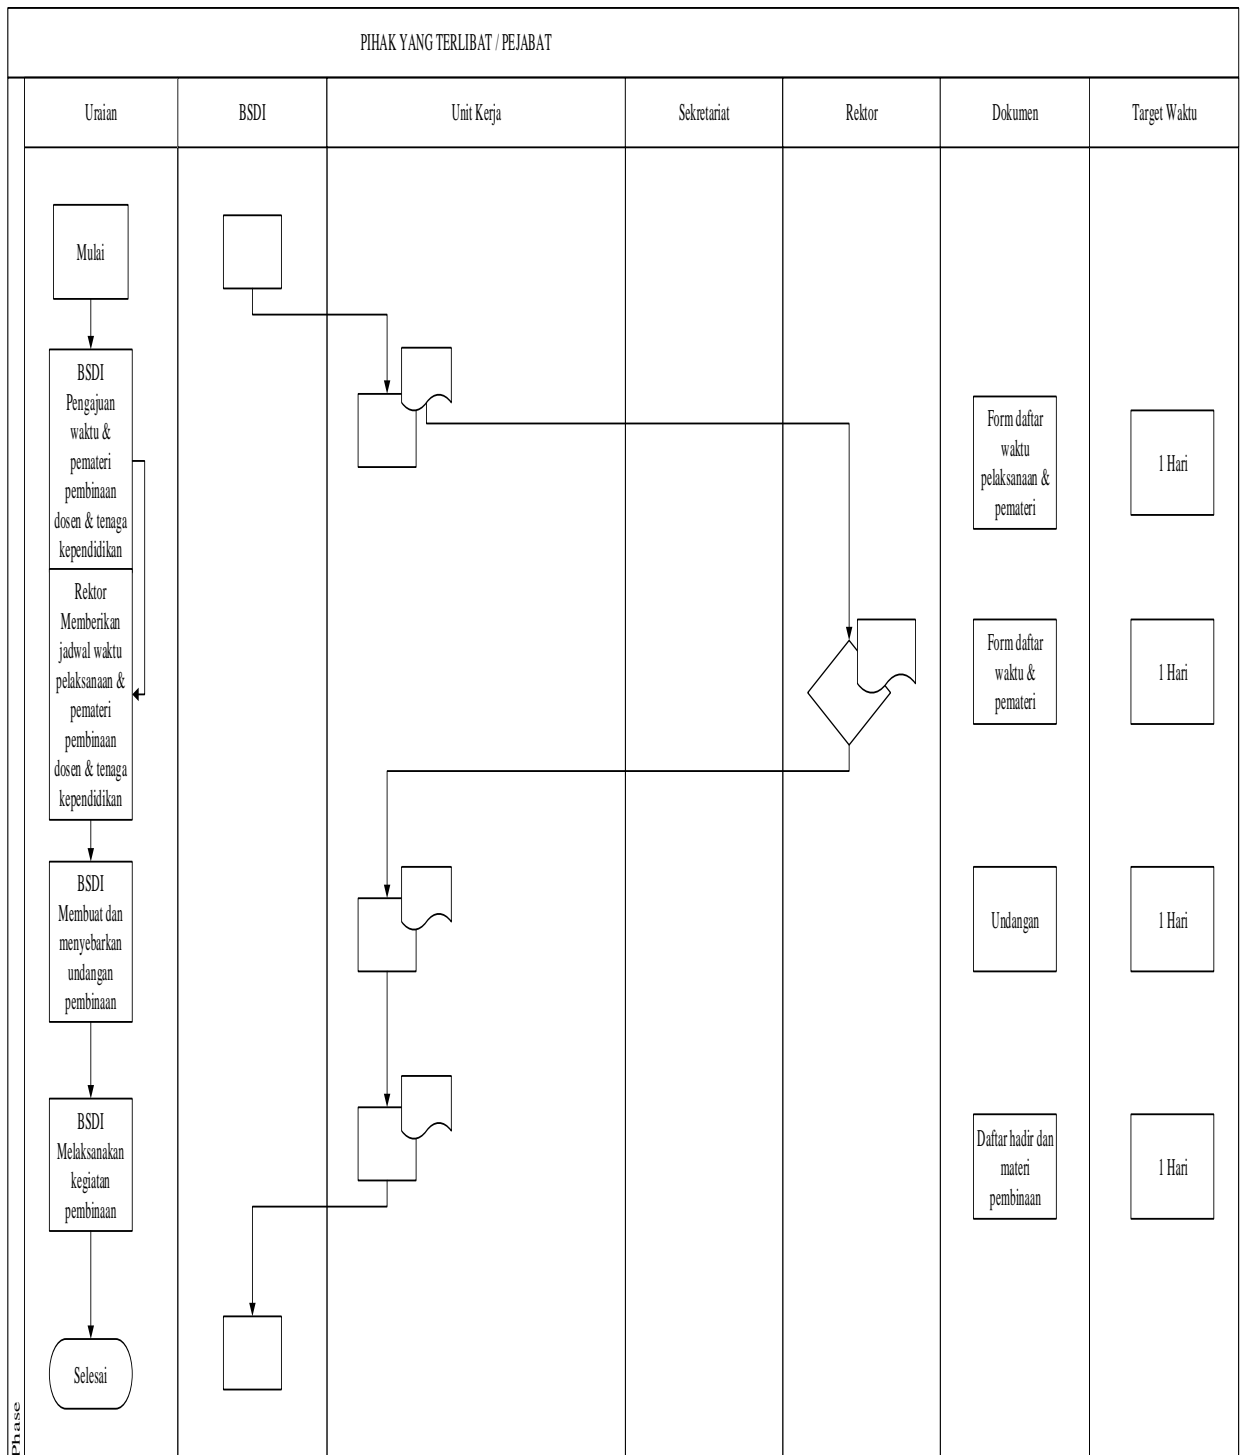 PIHAK YANG TERLIBAT / PEJABAT
Uraian
BSDI
Unit Kerja
Sekretariat
Rektor
Dokumen
Target Waktu
Mulai
BSDI
Pengajuan
waktu &
pemateri
pembinaan
dosen & tenaga
kependidikan
Form daftar
waktu
pelaksanaan &
pemateri
1 Hari
Rektor
Memberikan
jadwal waktu
pelaksanaan &
pemateri
pembinaan
dosen & tenaga
kependidikan
Form daftar
waktu &
pemateri
1 Hari
BSDI
Membuat dan
menyebarkan
undangan
pembinaan
Undangan
1 Hari
BSDI
Melaksanakan
kegiatan
pembinaan
Daftar hadir dan
materi
pembinaan
1 Hari
Selesai
Phase